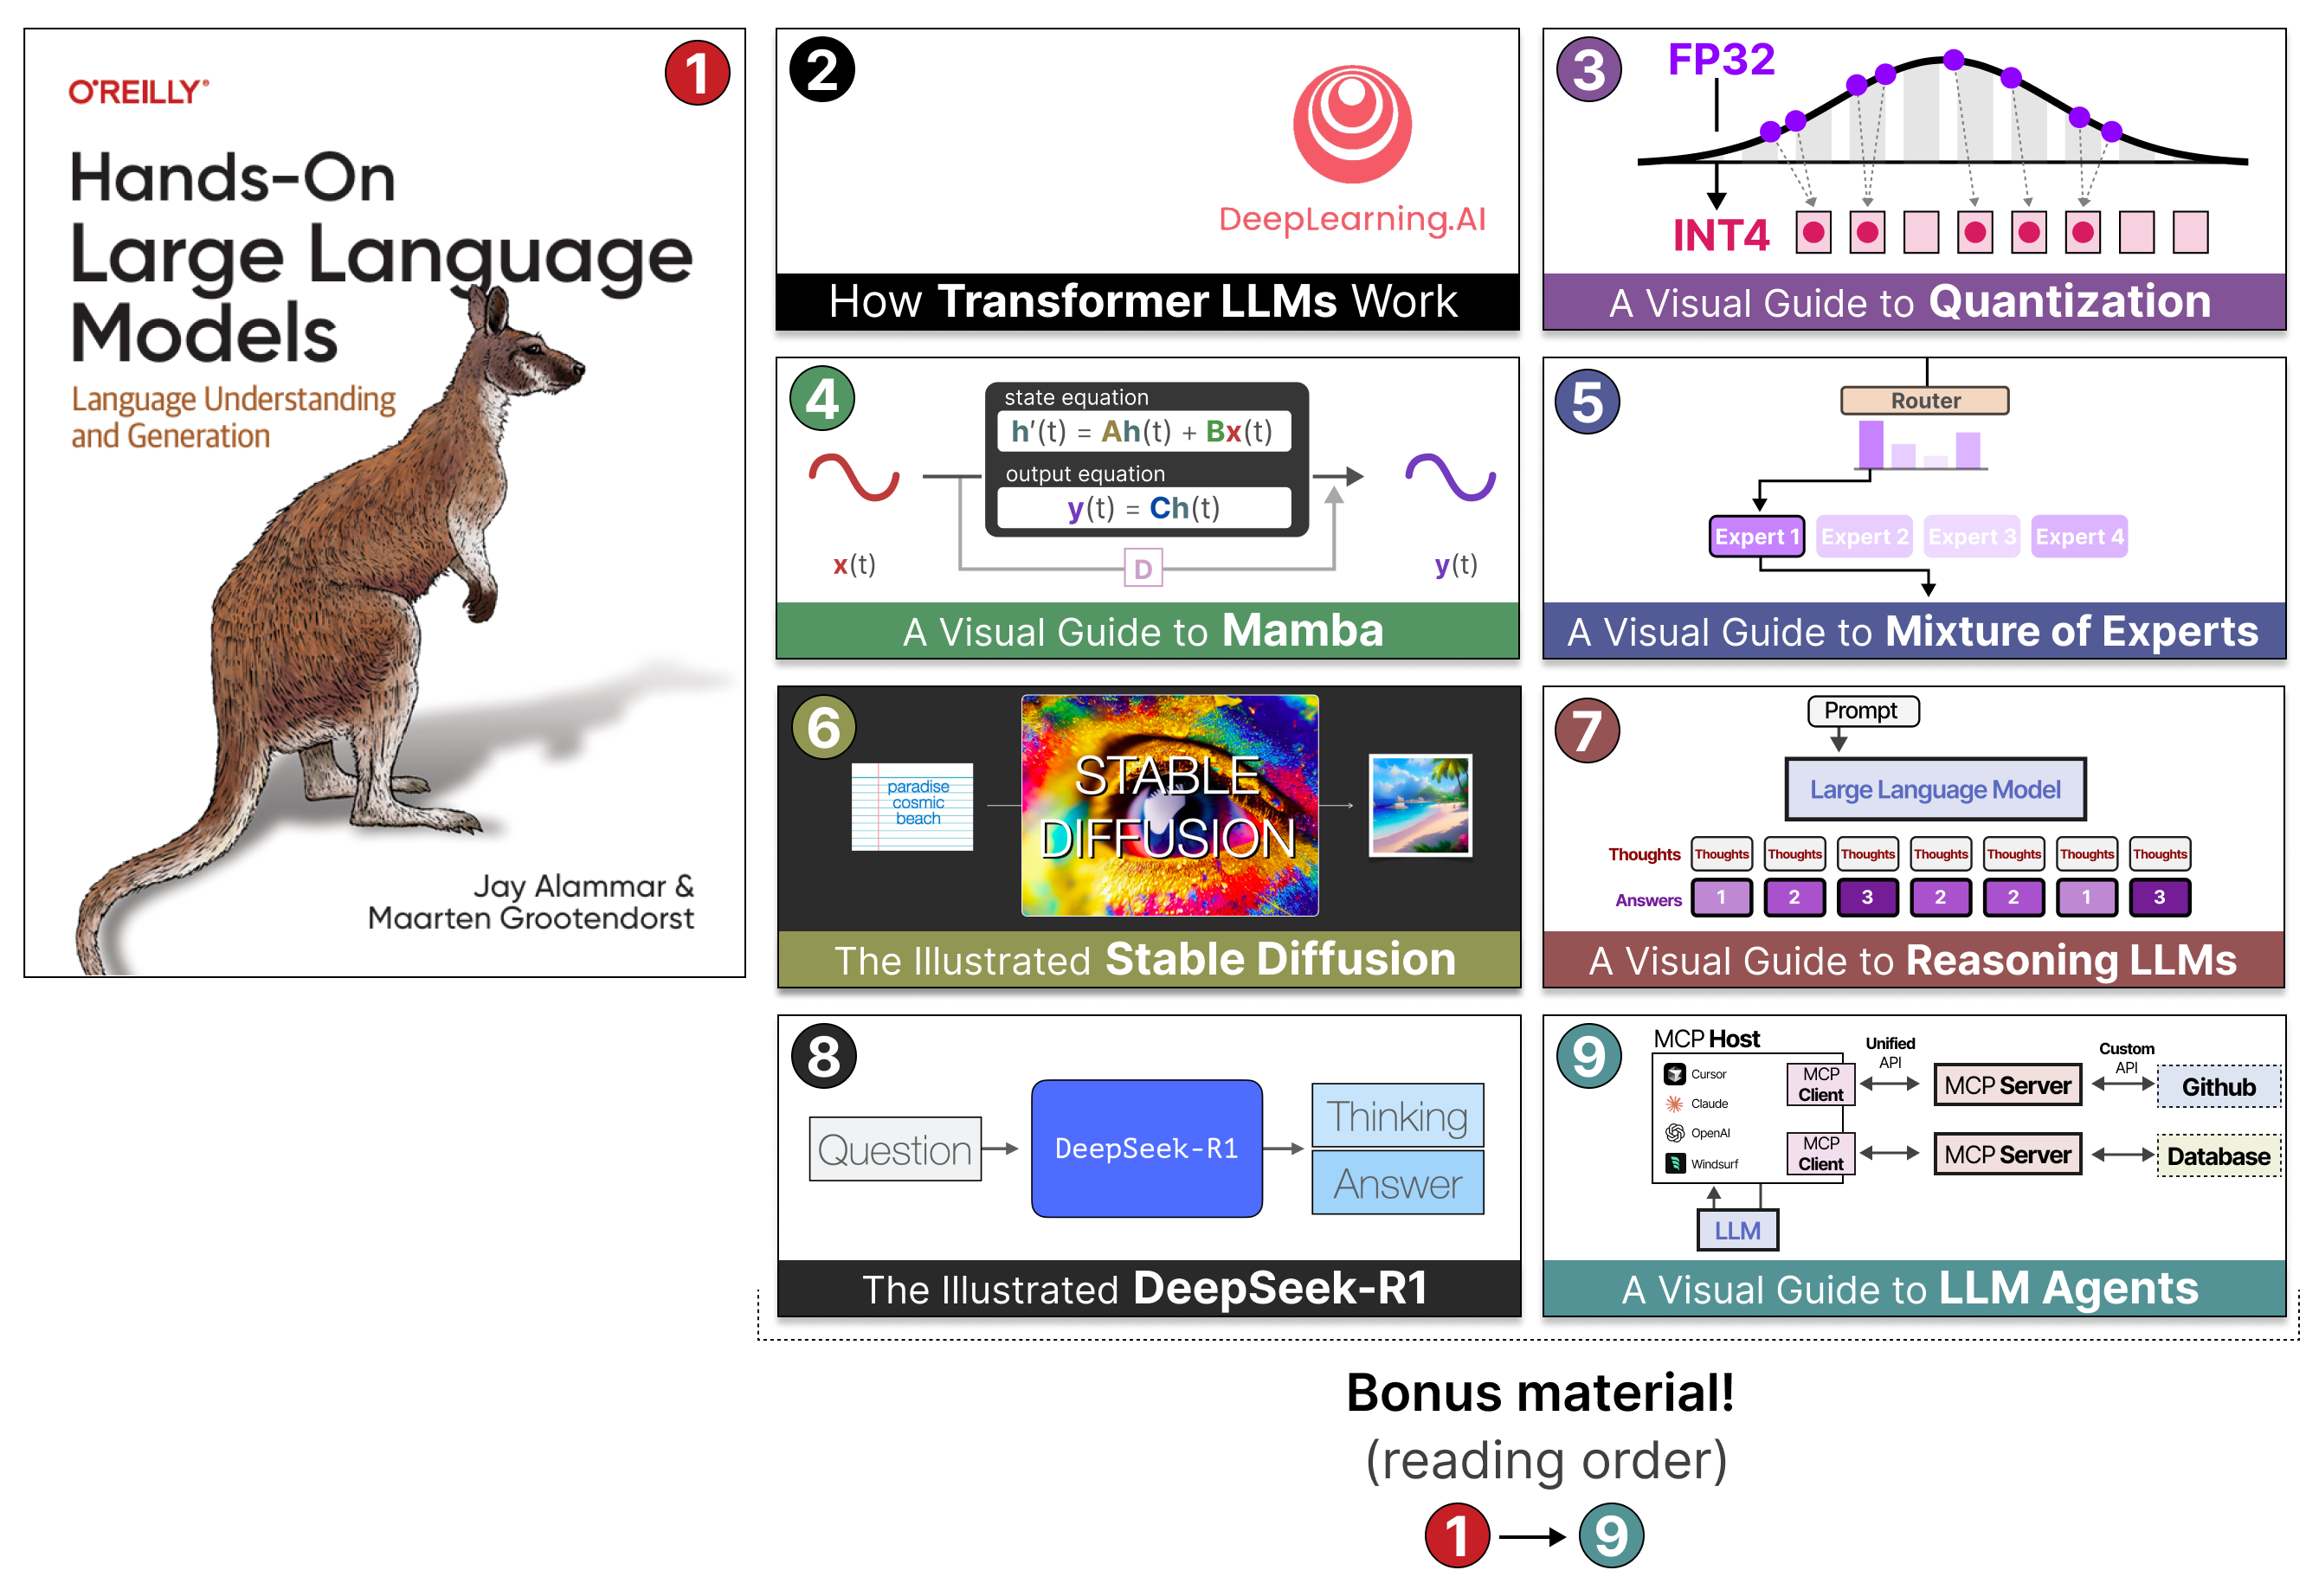 1
O'REILLY®
Hands-On
Large Language
Models
Language Understanding
and Generation
Jay Alammar &
Maarten Grootendorst
2
DeepLearning.AI
How Transformer LLMs Work
3
FP32
INT4
A Visual Guide to Quantization
4
state equation
h'(t) = Ah(t) + Bx(t)
output equation
y(t) = Ch(t)
x(t)
D
y(t)
A Visual Guide to Mamba
5
Router
Expert 1 Expert 2 Expert 3 Expert 4
A Visual Guide to Mixture of Experts
6
paradise
cosmic
beach
STABLE
DIFFUSION
The Illustrated Stable Diffusion
7
Prompt
Large Language Model
Thoughts Thoughts Thoughts Thoughts Thoughts Thoughts Thoughts Thoughts
Answers 1 2 3 2 2 1 3
A Visual Guide to Reasoning LLMs
8
Question
DeepSeek-R1
Thinking
Answer
The Illustrated DeepSeek-R1
9
MCP Host
Cursor
Claude
OpenAI
Windsurf
MCP
Client
Unified
API
MCP Server
Custom
API
Github
MCP
Client
MCP Server
Database
LLM
A Visual Guide to LLM Agents
Bonus material!
(reading order)
1 9